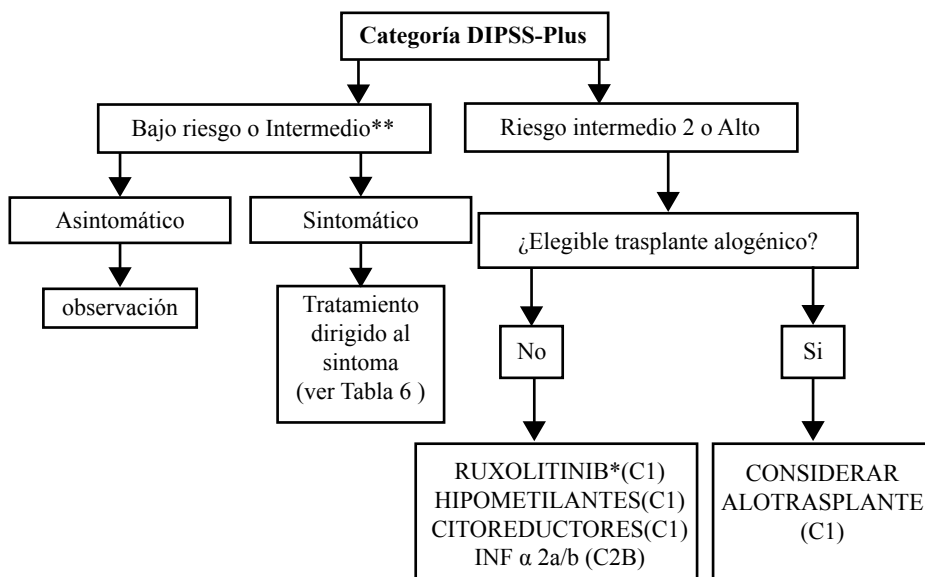 Categoría DIPSS-Plus
Bajo riesgo o Intermedio**
Riesgo intermedio 2 o Alto
Asintomático
Sintomático
¿Elegible trasplante alogénico?
observación
Tratamiento
dirigido al
sintoma
(ver Tabla 6 )
No
Si
RUXOLITINIB*(C1)
HIPOMETILANTES(C1)
CITOREDUCTORES(C1)
INF α 2a/b (C2B)
CONSIDERAR
ALOTRASPLANTE
(C1)